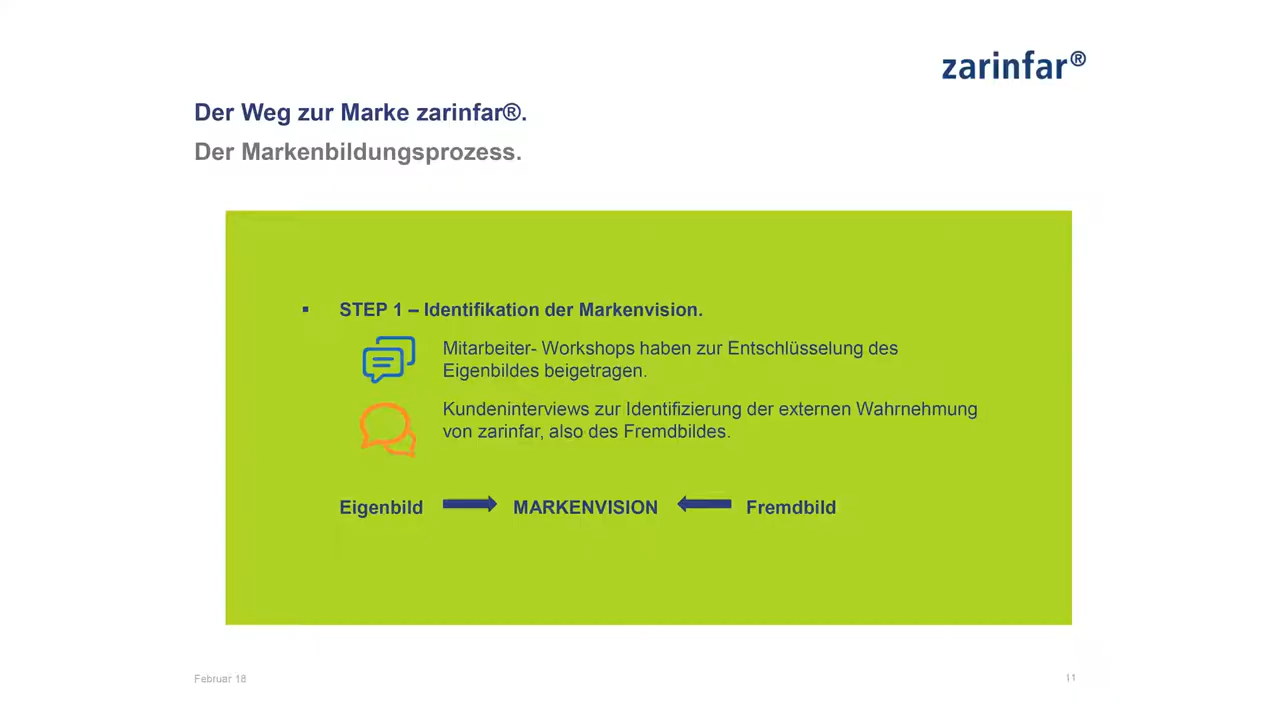 zarinfar®
Der Weg zur Marke zarinfar®.
Der Markenbildungsprozess.
▪ STEP 1 – Identifikation der Markenvision.
Mitarbeiter- Workshops haben zur Entschlüsselung des
Eigenbildes beigetragen.
Kundeninterviews zur Identifizierung der externen Wahrnehmung
von zarinfar, also des Fremdbildes.
Eigenbild MARKENVISION Fremdbild
Februar 18 11